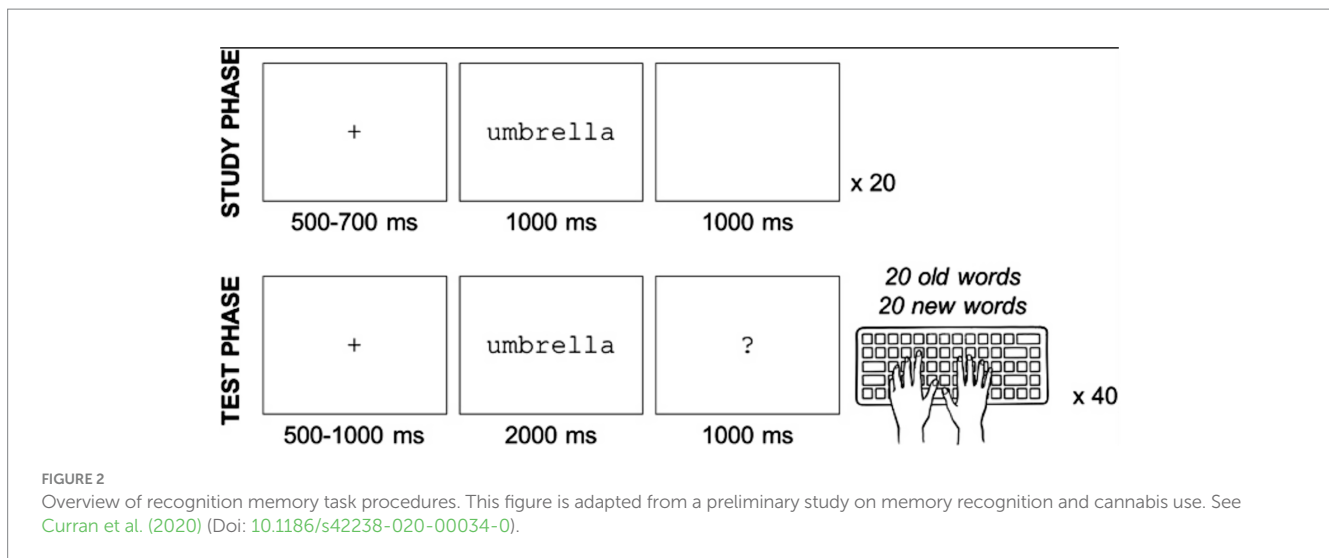 STUDY PHASE
+
umbrella
x 20
500-700 ms
1000 ms
1000 ms
TEST PHASE
+
umbrella
?
20 old words
20 new words
x 40
500-1000 ms
2000 ms
1000 ms
FIGURE 2
Overview of recognition memory task procedures. This figure is adapted from a preliminary study on memory recognition and cannabis use. See
Curran et al. (2020) (Doi: 10.1186/s42238-020-00034-0).